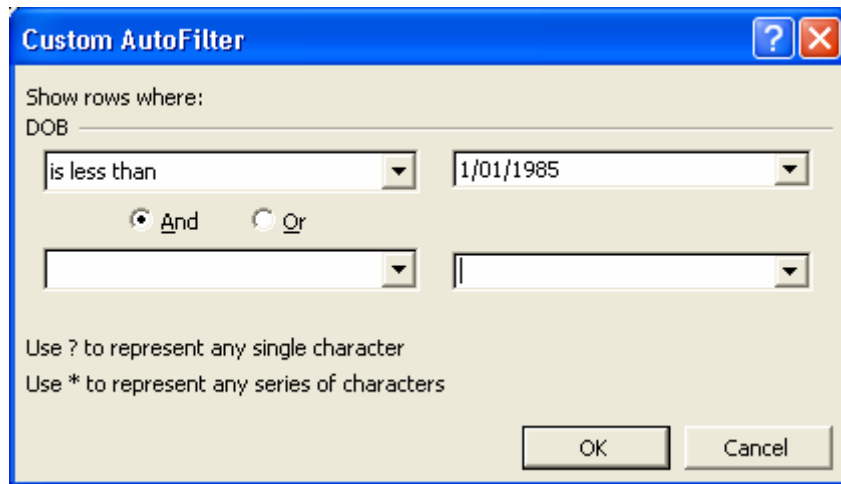 Custom AutoFilter ?
Show rows where:
DOB
is less than 1/01/1985
And Or
Use ? to represent any single character
Use * to represent any series of characters
OK Cancel